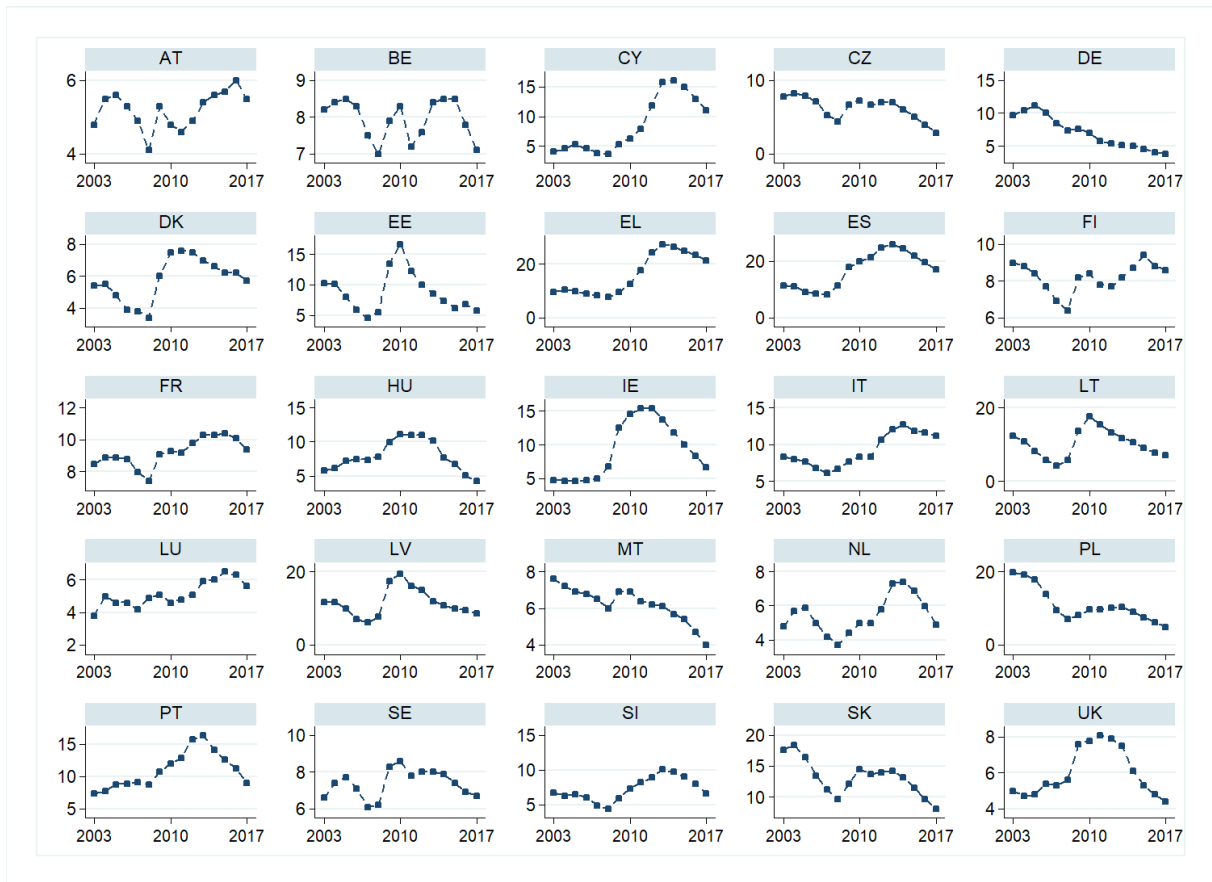 AT BE CY CZ DE
6 4 2003 2010 2017
9 8 7 2003 2010 2017
15 10 5 2003 2010 2017
10 0 2003 2010 2017
15 10 5 2003 2010 2017
DK EE EL ES FI
8 6 4 2003 2010 2017
15 10 5 2003 2010 2017
20 0 2003 2010 2017
20 0 2003 2010 2017
10 8 6 2003 2010 2017
FR HU IE IT LT
12 10 8 2003 2010 2017
15 10 5 2003 2010 2017
15 10 5 2003 2010 2017
15 10 5 2003 2010 2017
20 0 2003 2010 2017
LU LV MT NL PL
6 4 2 2003 2010 2017
20 0 2003 2010 2017
8 6 4 2003 2010 2017
8 6 4 2003 2010 2017
20 0 2003 2010 2017
PT SE SI SK UK
15 10 5 2003 2010 2017
10 8 6 2003 2010 2017
15 10 5 2003 2010 2017
20 15 10 2003 2010 2017
8 6 4 2003 2010 2017